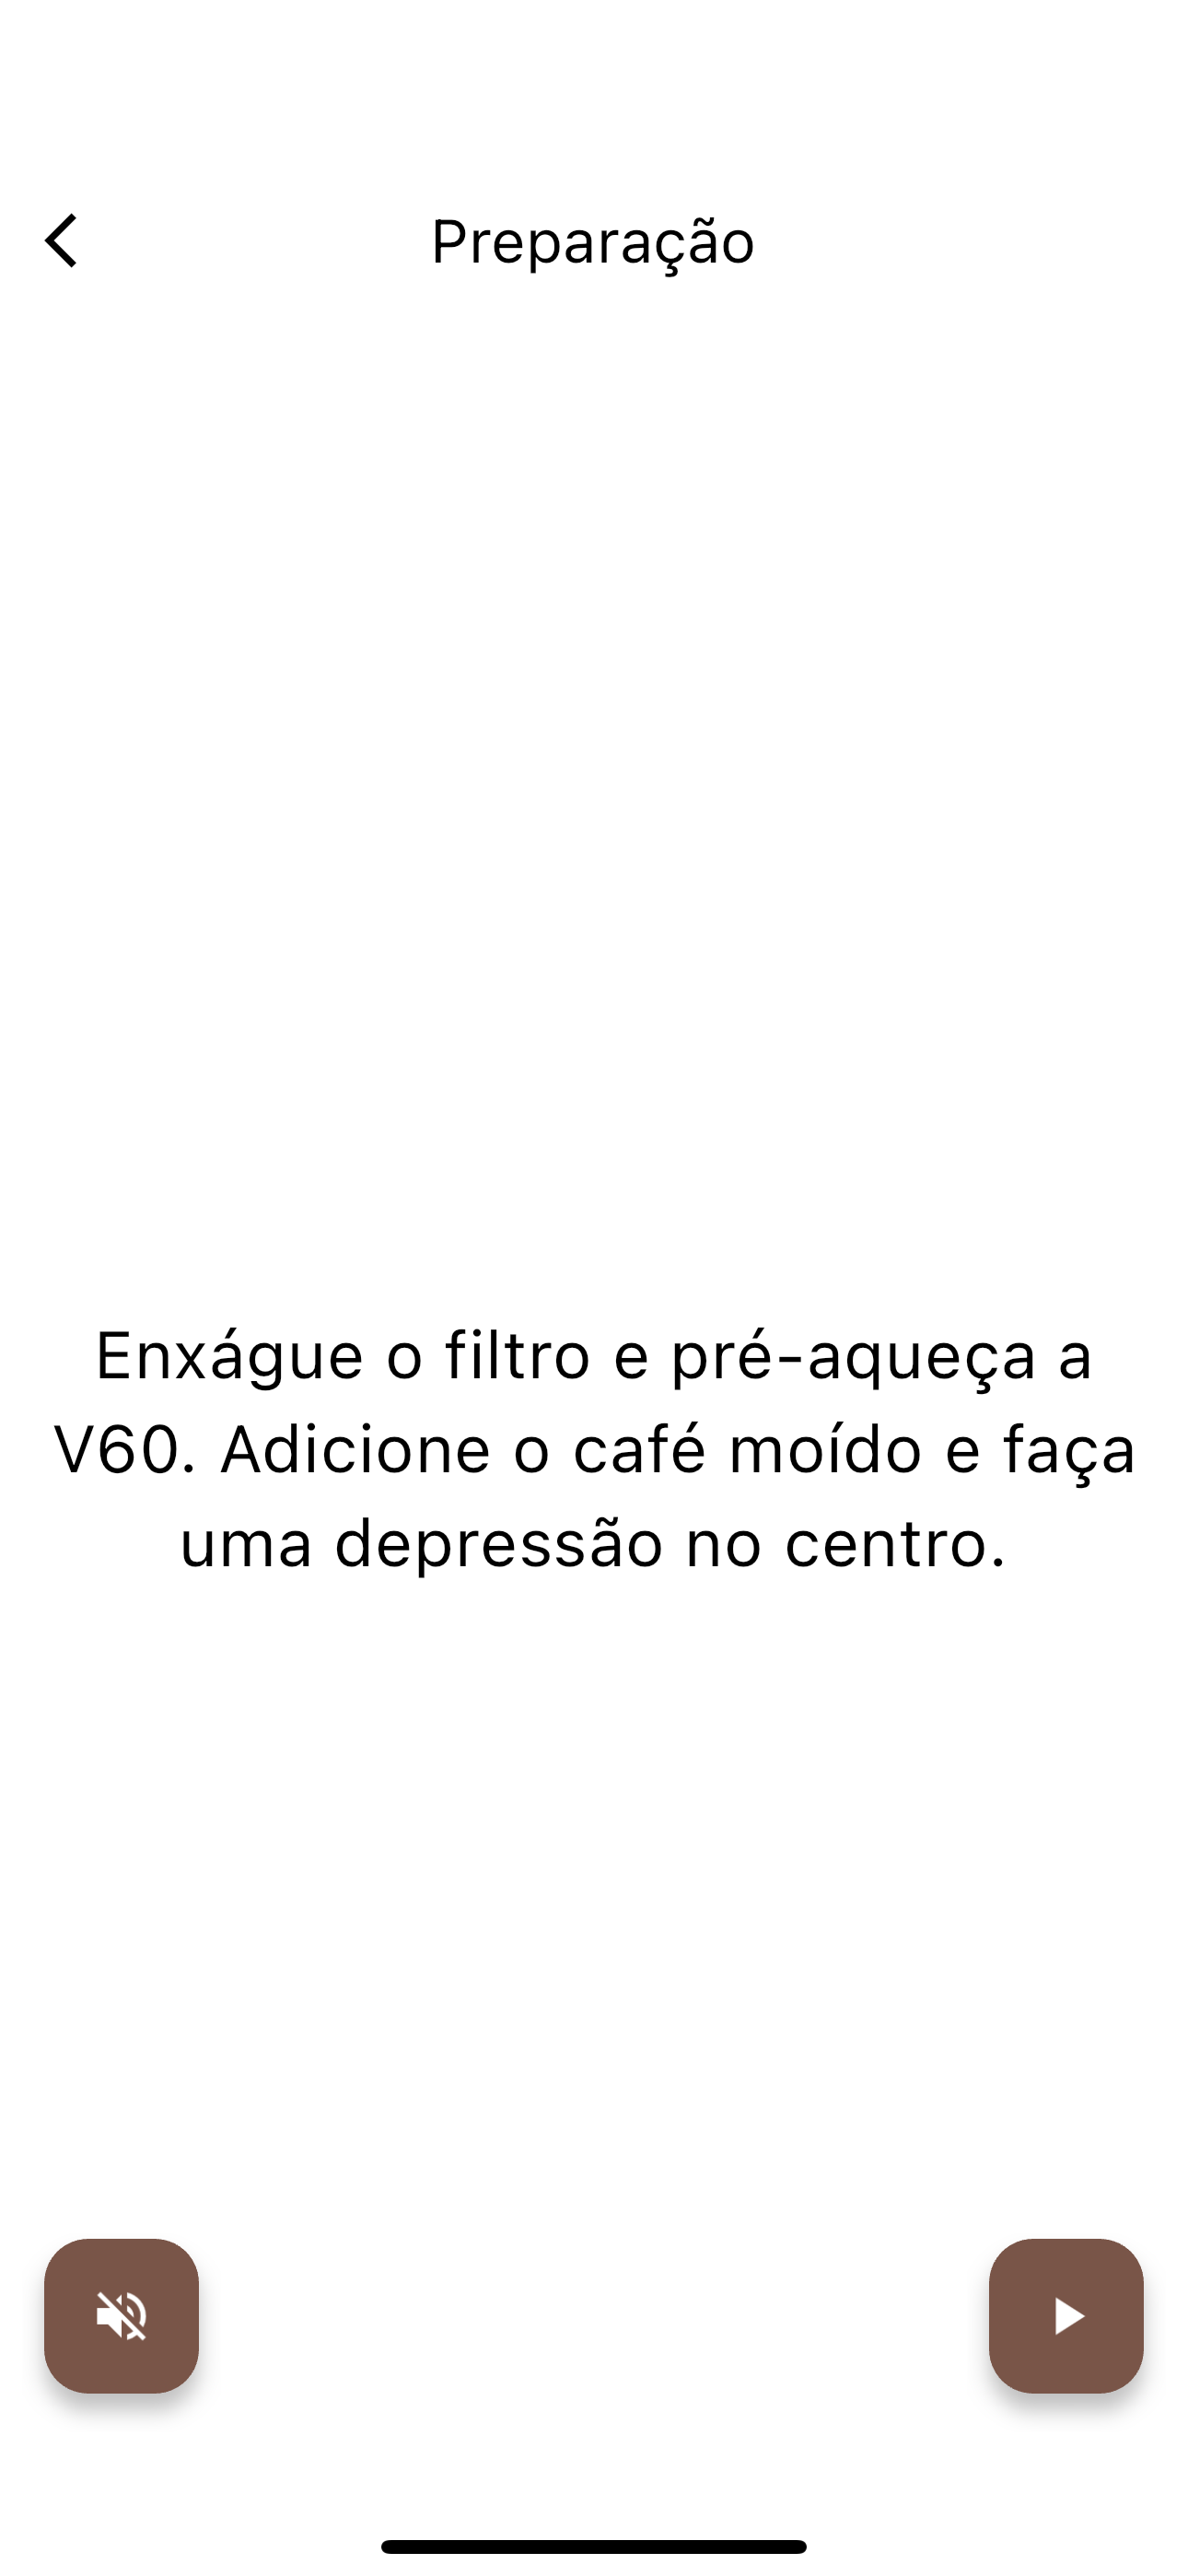 Preparação
Enxágue o filtro e pré-aqueça a
V60. Adicione o café moído e faça
uma depressão no centro.